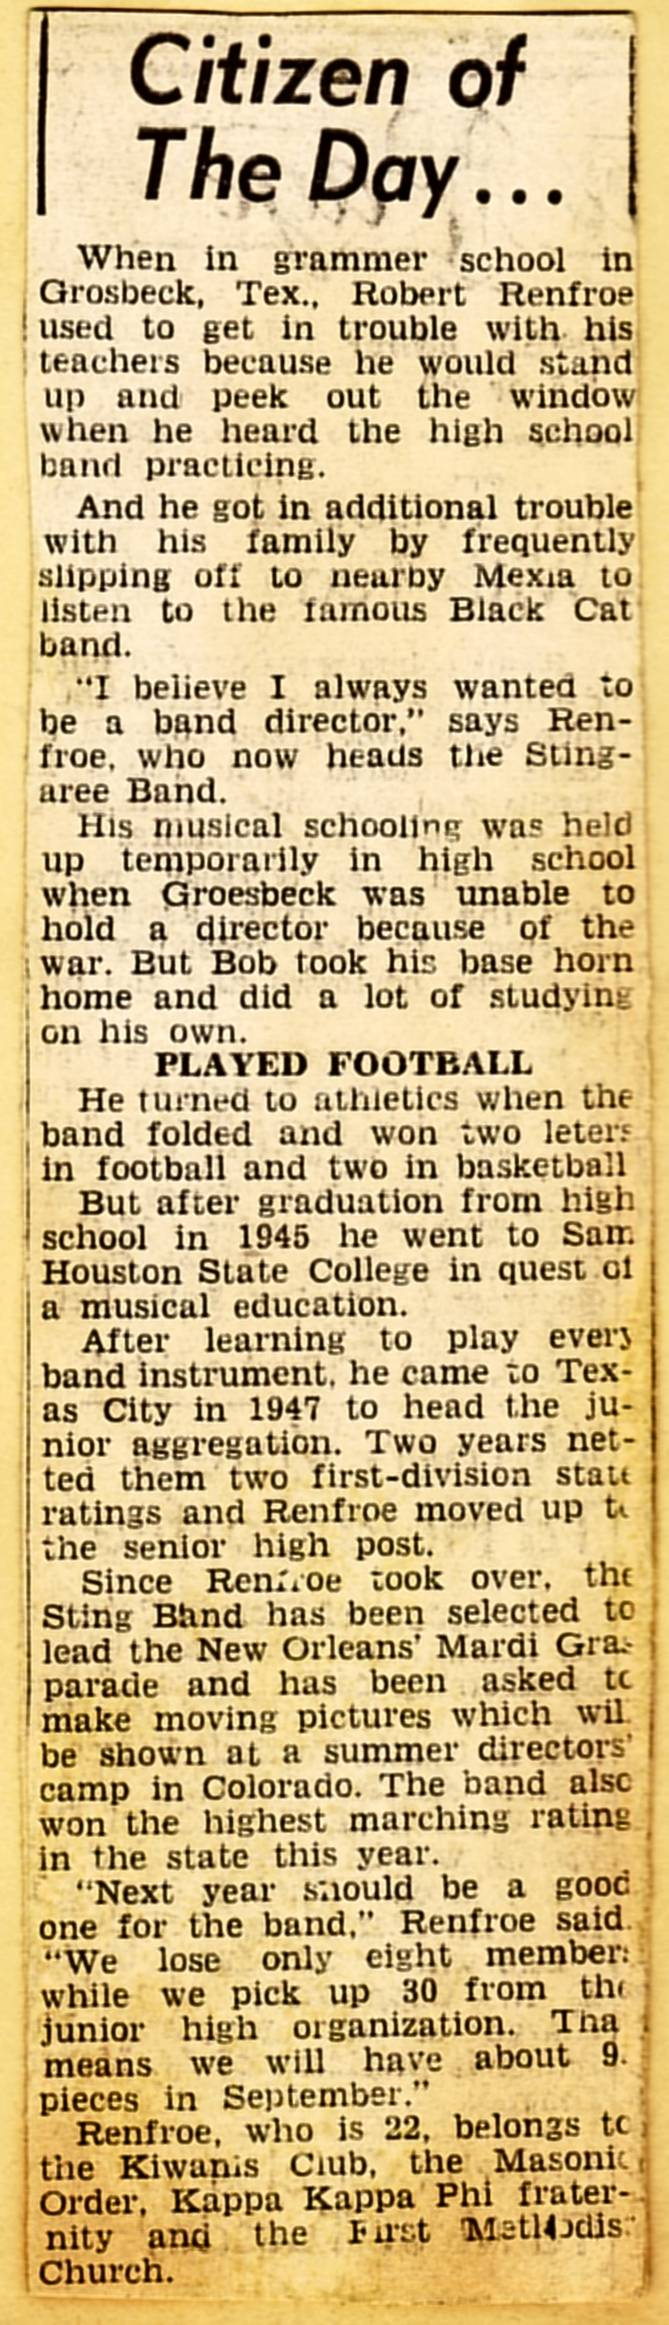 Citizen of
The Day...
When in grammer school in
Grosbeck, Tex., Robert Renfroe
used to get in trouble with his
teachers because he would stand
up and peek out the window
when he heard the high school
band practicing.
And he got in additional trouble
with his family by frequently
slipping off to nearby Mexia to
listen to the famous Black Cat
band.
"I believe I always wanted to
be a band director," says Ren-
froe, who now heads the Sting-
aree Band.
His musical schooling was held
up temporarily in high school
when Groesbeck was unable to
hold a director because of the
war. But Bob took his base horn
home and did a lot of studying
on his own.
PLAYED FOOTBALL
He turned to athletics when the
band folded and won two leters
in football and two in basketball
But after graduation from high
school in 1945 he went to Sam
Houston State College in quest of
a musical education.
After learning to play every
band instrument, he came to Tex-
as City in 1947 to head the ju-
nior aggregation. Two years net-
ted them two first-division state
ratings and Renfroe moved up to
the senior high post.
Since Renfroe took over, the
Sting Band has been selected to
lead the New Orleans' Mardi Gras
parade and has been asked to
make moving pictures which wil
be shown at a summer directors'
camp in Colorado. The band also
won the highest marching rating
in the state this year.
"Next year should be a good
one for the band," Renfroe said.
"We lose only eight members
while we pick up 30 from the
junior high organization. Tha
means we will have about
pieces in September."
Renfroe, who is 22, belongs to
the Kiwanis Club, the Masonic
Order, Kappa Kappa Phi frater-
nity and the First Methodis
Church.